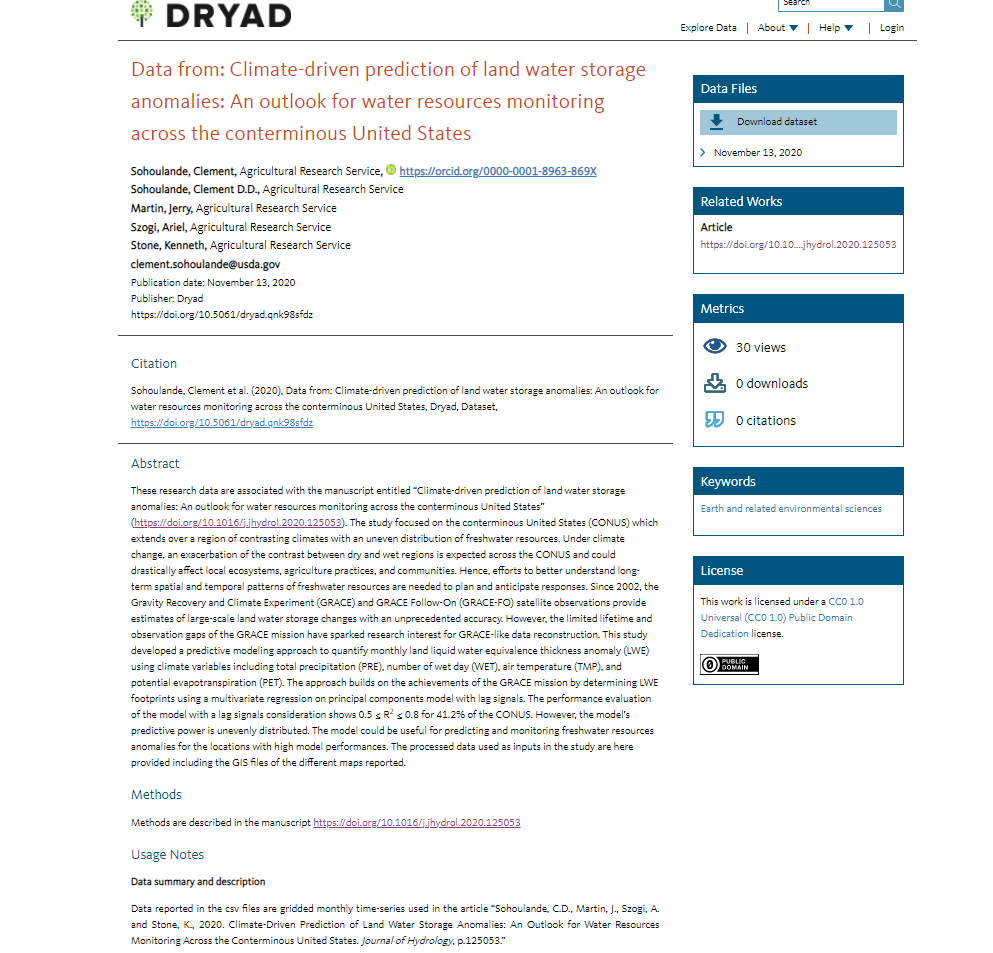 DRYAD
Search
Explore Data | About | Help | Login
Data from: Climate-driven prediction of land water storage
anomalies: An outlook for water resources monitoring
across the conterminous United States
Sohoulande, Clement, Agricultural Research Service, https://orcid.org/0000-0001-8963-869X
Sohoulande, Clement D.D., Agricultural Research Service
Martin, Jerry, Agricultural Research Service
Szogi, Ariel, Agricultural Research Service
Stone, Kenneth, Agricultural Research Service
clement.sohoulande@usda.gov
Publication date: November 13, 2020
Publisher: Dryad
https://doi.org/10.5061/dryad.qnk98sfdz
Citation
Sohoulande, Clement et al. (2020), Data from: Climate-driven prediction of land water storage anomalies: An outlook for
water resources monitoring across the conterminous United States, Dryad, Dataset,
https://doi.org/10.5061/dryad.qnk98sfdz
Abstract
These research data are associated with the manuscript entitled “Climate-driven prediction of land water storage
anomalies: An outlook for water resources monitoring across the conterminous United States”
(https://doi.org/10.1016/j.jhydrol.2020.125053). The study focused on the conterminous United States (CONUS) which
extends over a region of contrasting climates with an uneven distribution of freshwater resources. Under climate
change, an exacerbation of the contrast between dry and wet regions is expected across the CONUS and could
drastically affect local ecosystems, agriculture practices, and communities. Hence, efforts to better understand long-
term spatial and temporal patterns of freshwater resources are needed to plan and anticipate responses. Since 2002, the
Gravity Recovery and Climate Experiment (GRACE) and GRACE Follow-On (GRACE-FO) satellite observations provide
estimates of large-scale land water storage changes with an unprecedented accuracy. However, the limited lifetime and
observation gaps of the GRACE mission have sparked research interest for GRACE-like data reconstruction. This study
developed a predictive modeling approach to quantify monthly land liquid water equivalence thickness anomaly (LWE)
using climate variables including total precipitation (PRE), number of wet day (WET), air temperature (TMP), and
potential evapotranspiration (PET). The approach builds on the achievements of the GRACE mission by determining LWE
footprints using a multivariate regression on principal components model with lag signals. The performance evaluation
of the model with a lag signals consideration shows 0.5 ≤ R² ≤ 0.8 for 41.2% of the CONUS. However, the model's
predictive power is unevenly distributed. The model could be useful for predicting and monitoring freshwater resources
anomalies for the locations with high model performances. The processed data used as inputs in the study are here
provided including the GIS files of the different maps reported.
Methods
Methods are described in the manuscript https://doi.org/10.1016/j.jhydrol.2020.125053
Usage Notes
Data summary and description
Data reported in the csv files are gridded monthly time-series used in the article “Sohoulande, C.D., Martin, J., Szogi, A.
and Stone, K., 2020. Climate-Driven Prediction of Land Water Storage Anomalies: An Outlook for Water Resources
Monitoring Across the Conterminous United States. Journal of Hydrology, p.125053.”
Data Files
Download dataset
November 13, 2020
Related Works
Article
https://doi.org/10.10....jhydrol.2020.125053
Metrics
30 views
0 downloads
0 citations
Keywords
Earth and related environmental sciences
License
This work is licensed under a CC0 1.0
Universal (CC0 1.0) Public Domain
Dedication license.
PUBLIC
DOMAIN